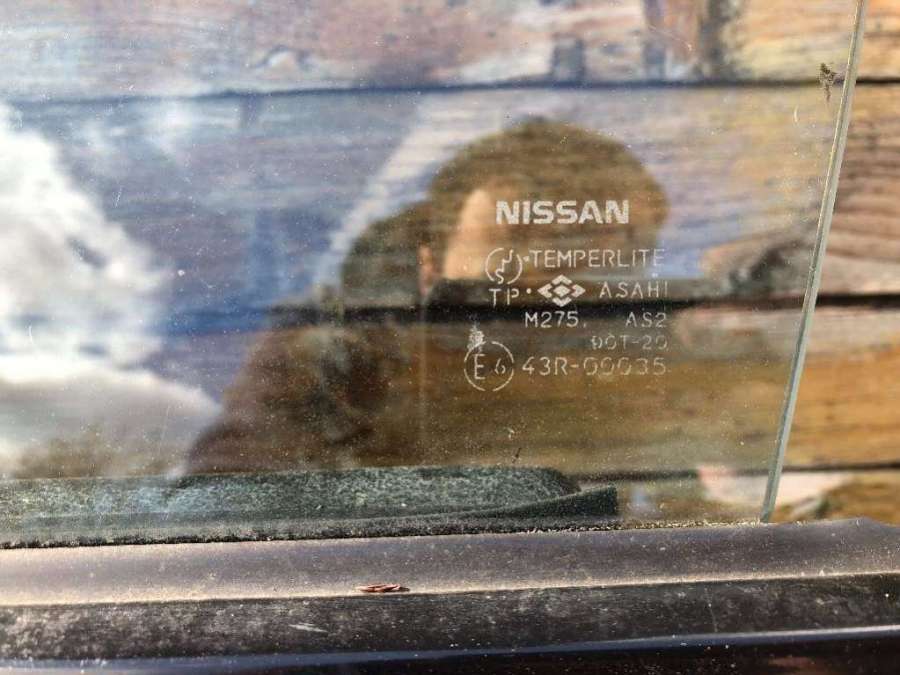 NISSAN
TEMPERLITE
TP · ASAHI
M275 AS2
DOT-20
E6 43R-00035